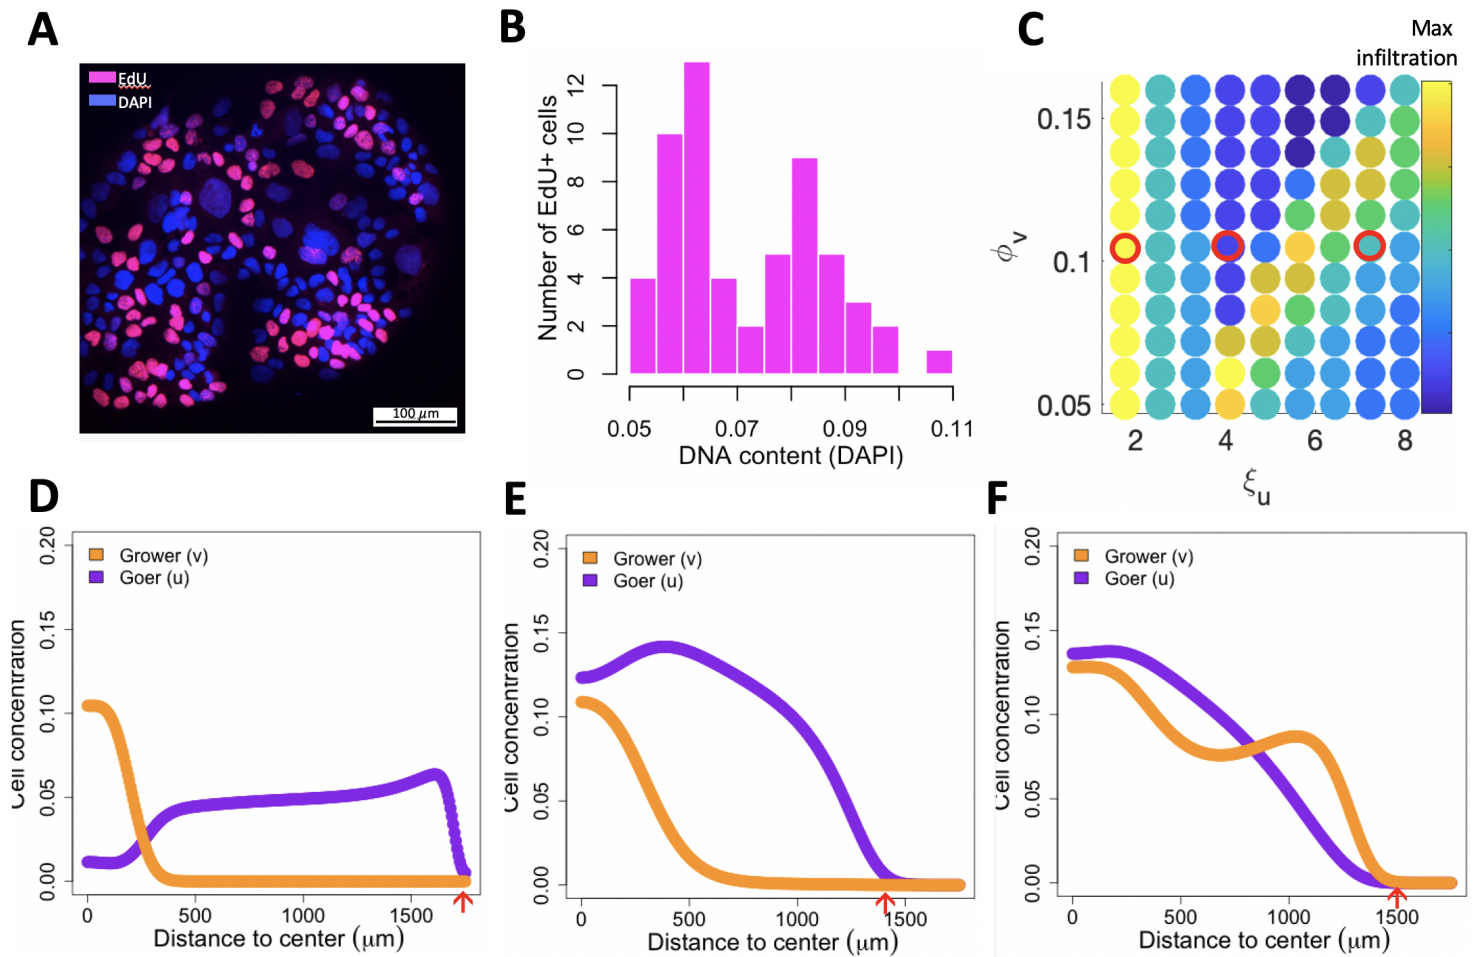 A
EdU
DAPI
100 μm
B
Number of EdU+ cells
12
10
8
6
4
2
0
0.05
0.07
0.09
0.11
DNA content (DAPI)
C
Max
infiltration
ϕv
0.15
0.1
0.05
2
4
6
8
ξu
D
Cell concentration
0.20
0.15
0.10
0.05
0.00
Grower (v)
Goer (u)
0
500
1000
1500
Distance to center (μm)
E
Cell concentration
0.20
0.15
0.10
0.05
0.00
Grower (v)
Goer (u)
0
500
1000
1500
Distance to center (μm)
F
Cell concentration
0.20
0.15
0.10
0.05
0.00
Grower (v)
Goer (u)
0
500
1000
1500
Distance to center (μm)